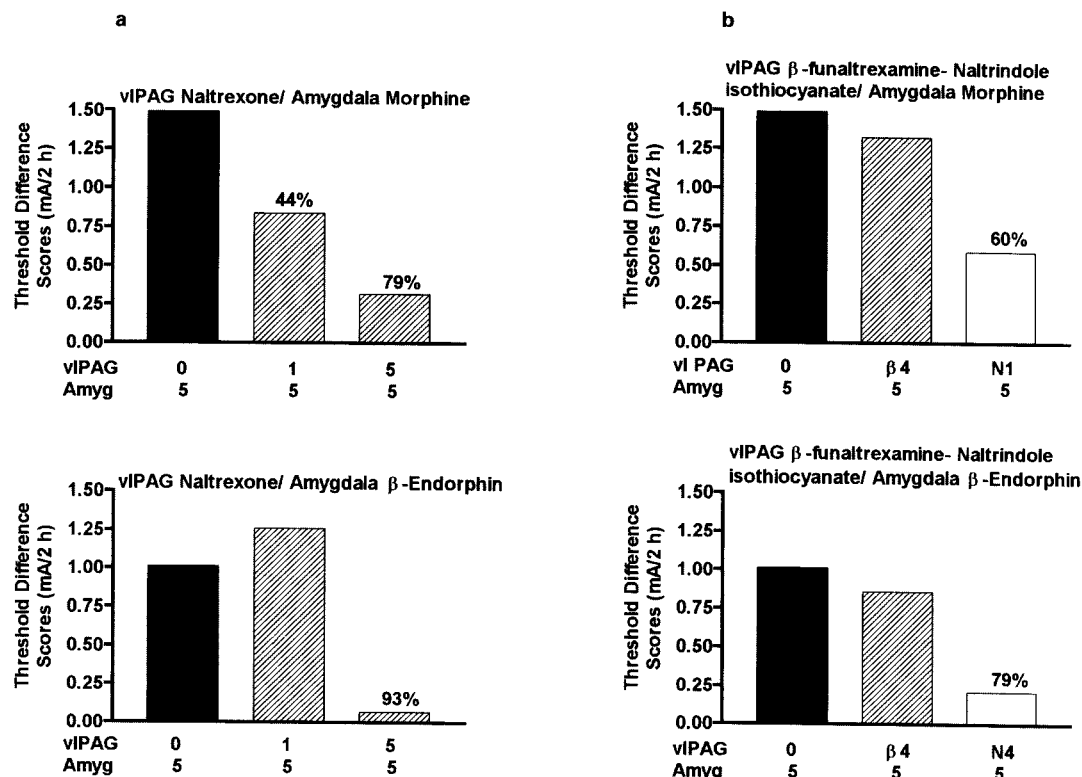 a
vlPAG Naltrexone/ Amygdala Morphine
Threshold Difference
Scores (mA/2 h)
1.50
1.25
1.00
0.75
0.50
0.25
0.00
44%
79%
vlPAG 0 1 5
Amyg 5 5 5
vlPAG Naltrexone/ Amygdala β-Endorphin
Threshold Difference
Scores (mA/2 h)
1.50
1.25
1.00
0.75
0.50
0.25
0.00
93%
vlPAG 0 1 5
Amyg 5 5 5
b
vlPAG β-funaltrexamine- Naltrindole
isothiocyanate/ Amygdala Morphine
Threshold Difference
Scores (mA/2 h)
1.50
1.25
1.00
0.75
0.50
0.25
0.00
60%
vl PAG 0 β4 N1
Amyg 5 5 5
vlPAG β-funaltrexamine- Naltrindole
isothiocyanate/ Amygdala β-Endorphin
Threshold Difference
Scores (mA/2 h)
1.50
1.25
1.00
0.75
0.50
0.25
0.00
79%
vlPAG 0 β4 N4
Amyg 5 5 5